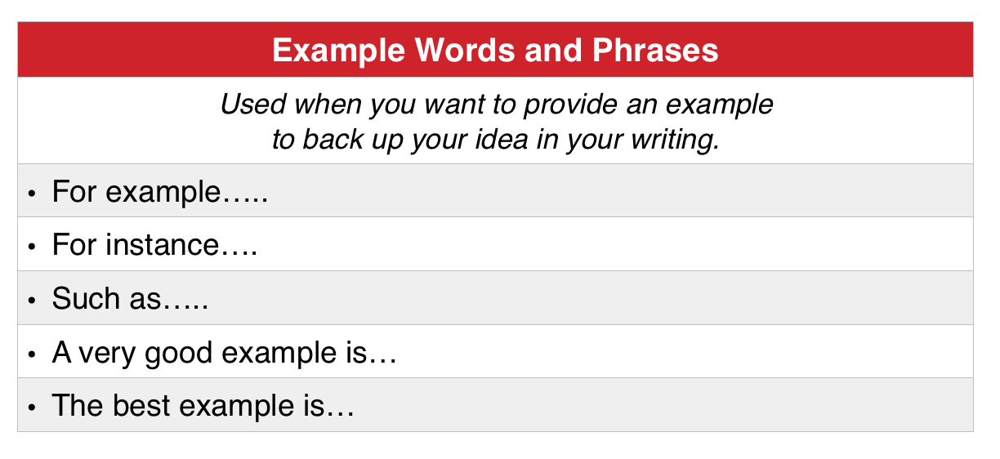 Example Words and Phrases
Used when you want to provide an example
to back up your idea in your writing.
• For example…..
• For instance….
• Such as…..
• A very good example is…
• The best example is…